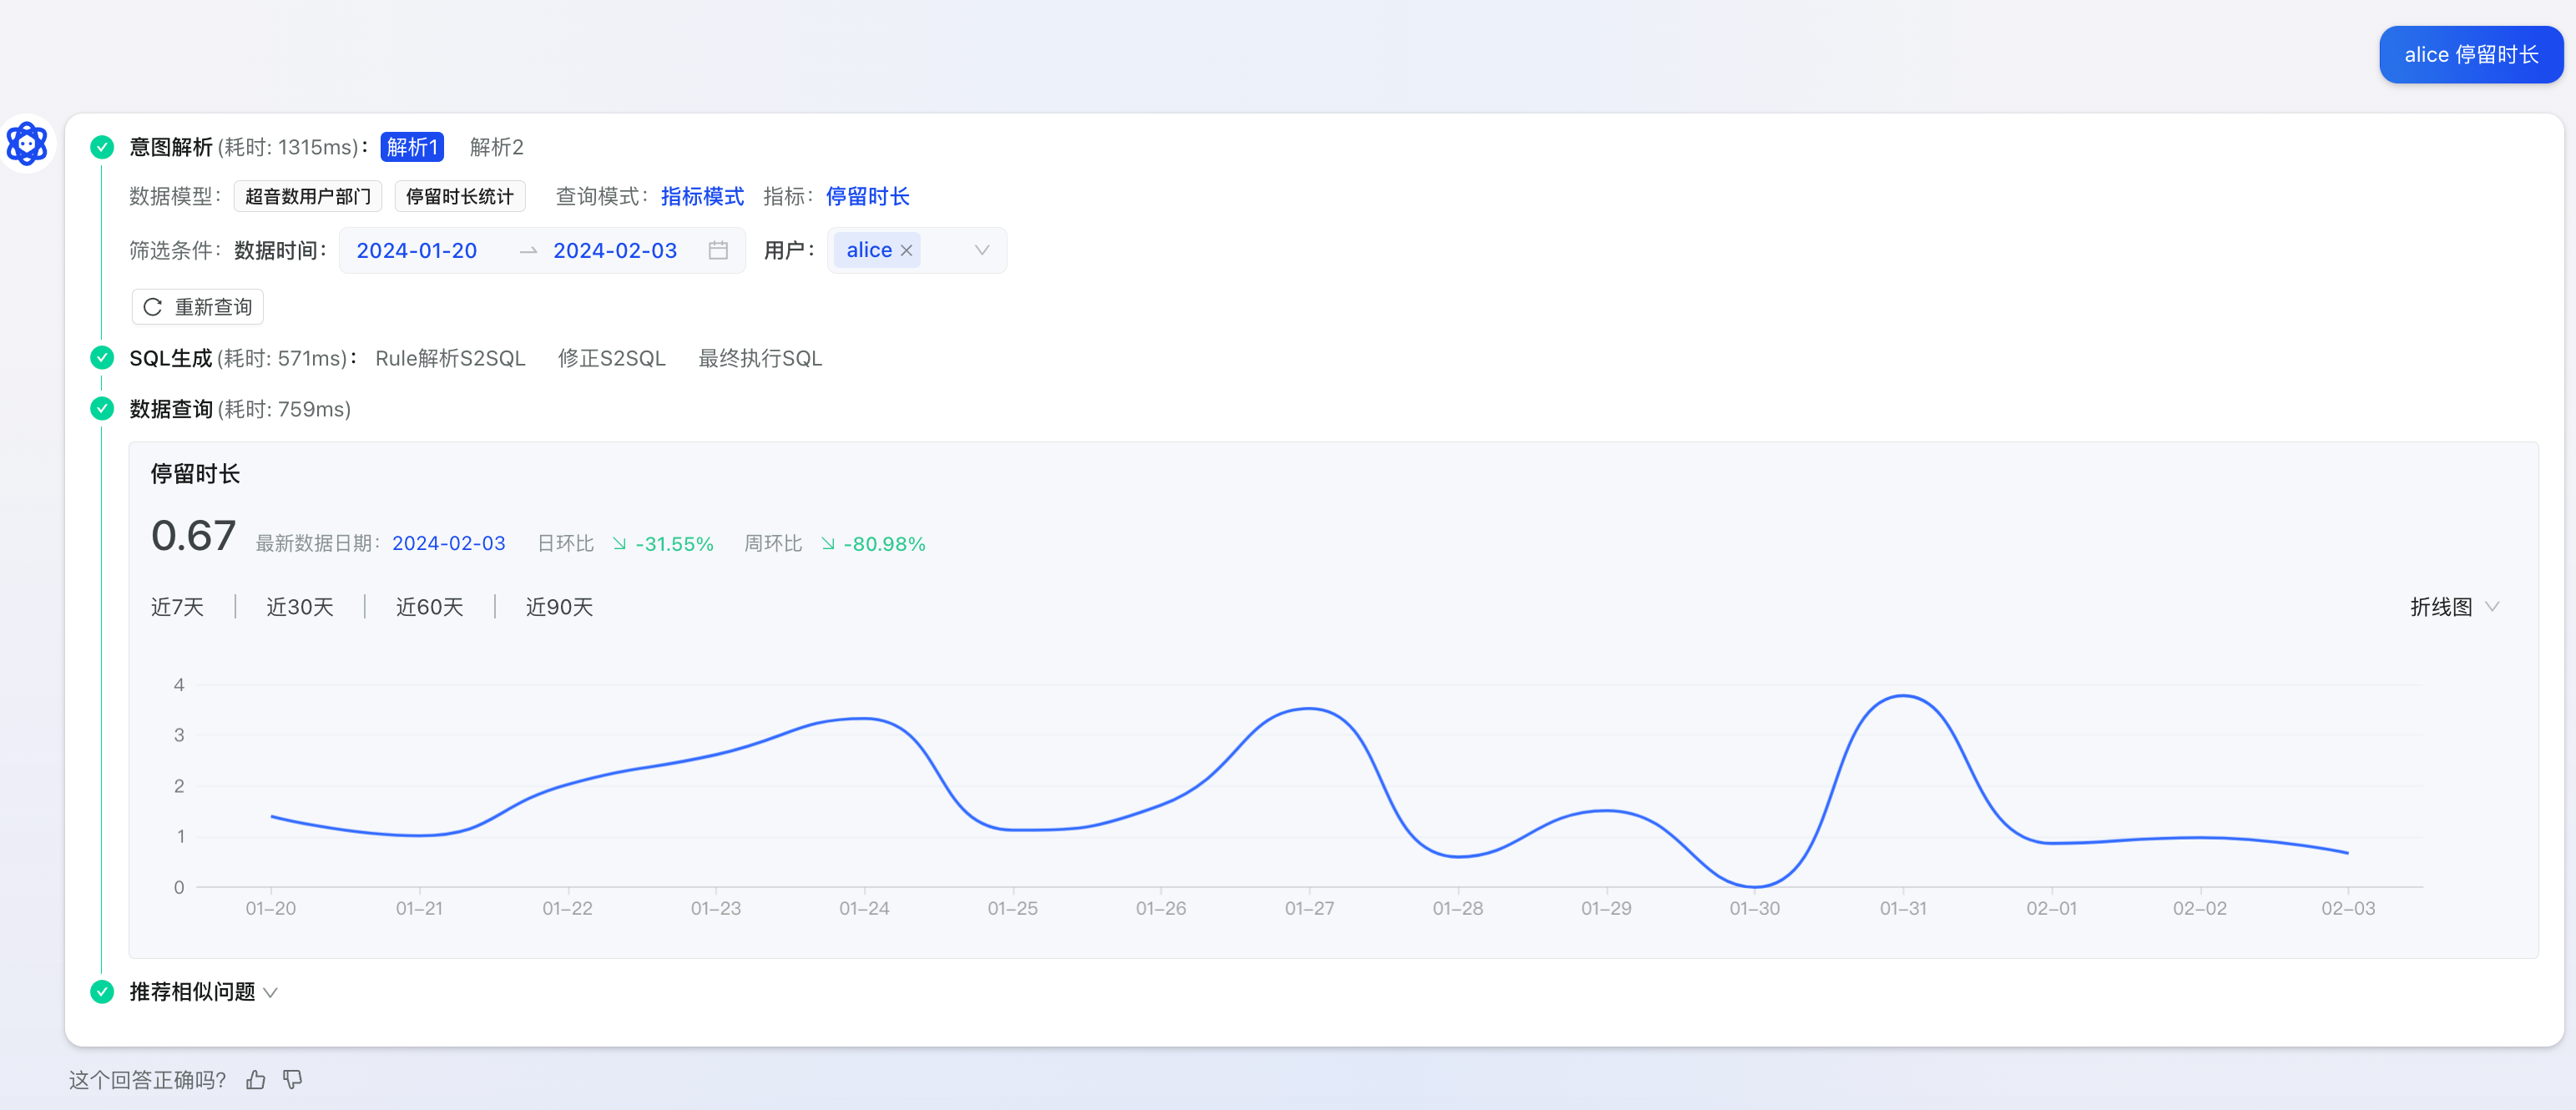 alice 停留时长
意图解析 (耗时: 1315ms)： 解析1 解析2
数据模型： 超音数用户部门 停留时长统计 查询模式： 指标模式 指标： 停留时长
筛选条件： 数据时间： 2024-01-20 → 2024-02-03 用户： alice ×
重新查询
SQL生成 (耗时: 571ms)： Rule解析S2SQL 修正S2SQL 最终执行SQL
数据查询 (耗时: 759ms)
停留时长
0.67 最新数据日期： 2024-02-03 日环比 ↘ -31.55% 周环比 ↘ -80.98%
近7天 | 近30天 | 近60天 | 近90天 折线图
4
3
2
1
0
01-20 01-21 01-22 01-23 01-24 01-25 01-26 01-27 01-28 01-29 01-30 01-31 02-01 02-02 02-03
推荐相似问题
这个回答正确吗?